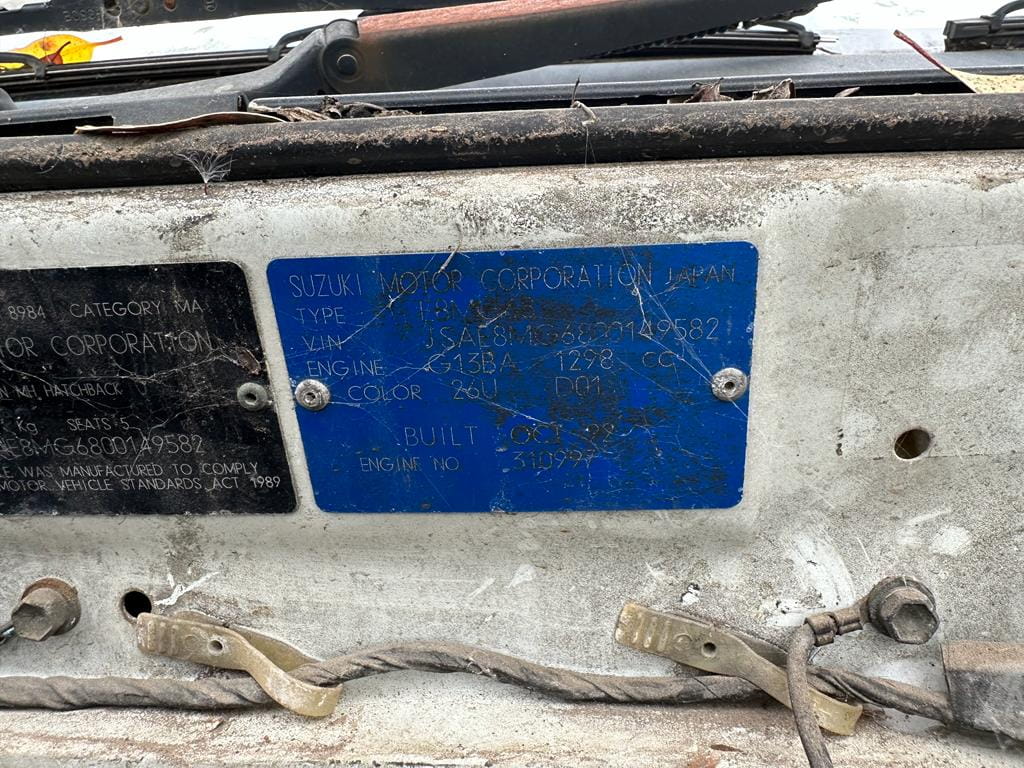 8984 CATEGORY MA
TOR CORPORATION
MH HATCHBACK
Kg SEATS 5
AE8MG6800149582
LE WAS MANUFACTURED TO COMPLY
MOTOR VEHICLE STANDARDS ACT 1989
SUZUKI MOTOR CORPORATION JAPAN
TYPE
VIN JSAE8MG6800149582
ENGINE G13BA 1298 CC
COLOR 26U D01
BUILT OCT 92
ENGINE NO 310997